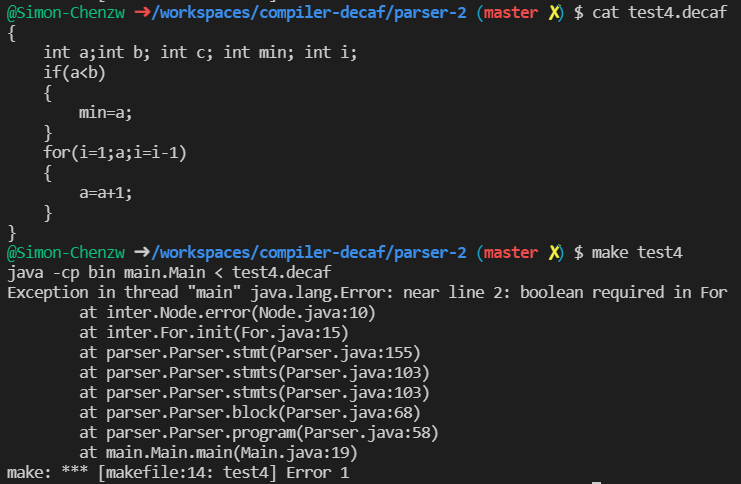 @Simon-Chenzw ➜/workspaces/compiler-decaf/parser-2 (master ✗) $ cat test4.decaf
{
    int a;int b; int c; int min; int i;
    if(a<b)
    {
        min=a;
    }
    for(i=1;a;i=i-1)
    {
        a=a+1;
    }
}
@Simon-Chenzw ➜/workspaces/compiler-decaf/parser-2 (master ✗) $ make test4
java -cp bin main.Main < test4.decaf
Exception in thread "main" java.lang.Error: near line 2: boolean required in For
        at inter.Node.error(Node.java:10)
        at inter.For.init(For.java:15)
        at parser.Parser.stmt(Parser.java:155)
        at parser.Parser.stmts(Parser.java:103)
        at parser.Parser.stmts(Parser.java:103)
        at parser.Parser.block(Parser.java:68)
        at parser.Parser.program(Parser.java:58)
        at main.Main.main(Main.java:19)
make: *** [makefile:14: test4] Error 1